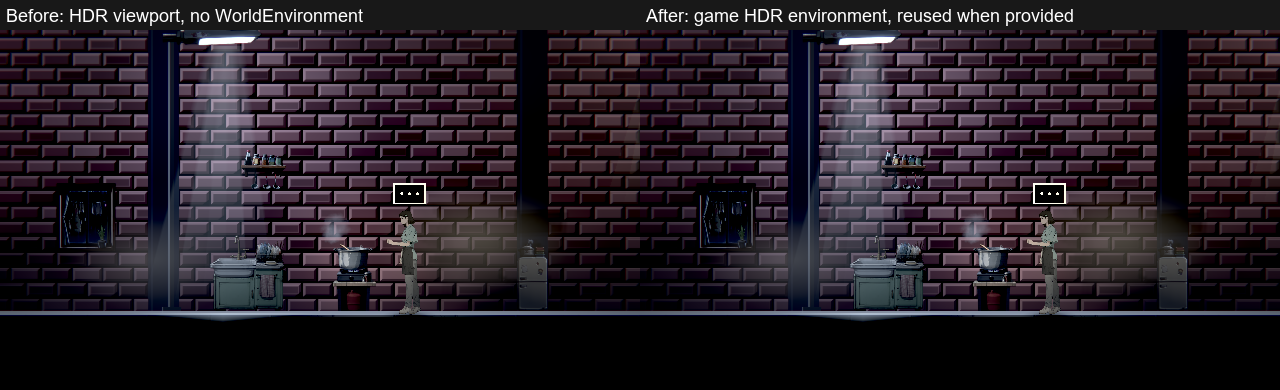 Before: HDR viewport, no WorldEnvironment
After: game HDR environment, reused when provided
...
...